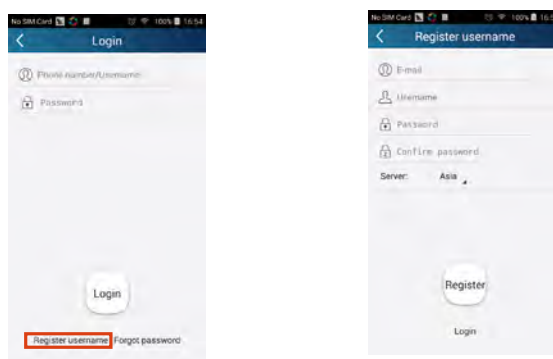 No SIM Card 100% 16:54
Login
Phone number/Username
Password
Login
Register username Forgot password
No SIM Card 100%
Register username
E-mail
Username
Password
Confirm password
Server: Asia
Register
Login